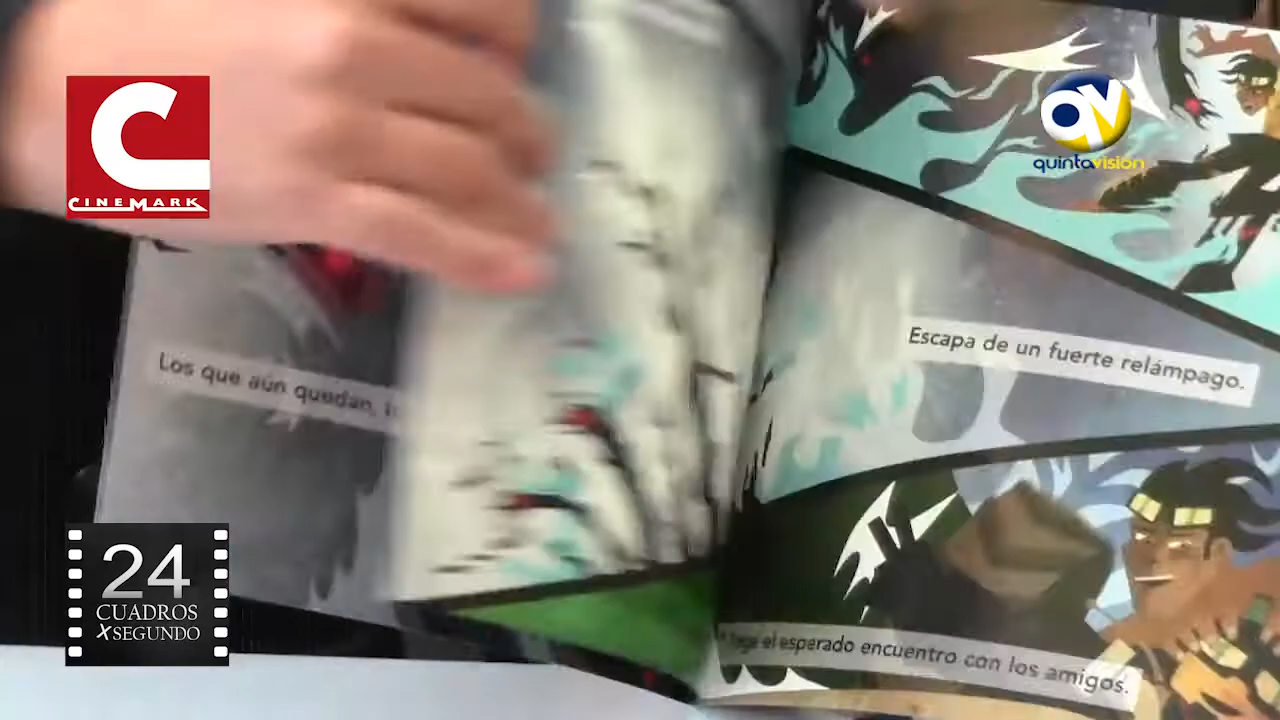 CINEMARK
quintavisión
Escapa de un fuerte relámpago.
Los que aún quedan,
el esperado encuentro con los amigos.
24
CUADROS
X SEGUNDO